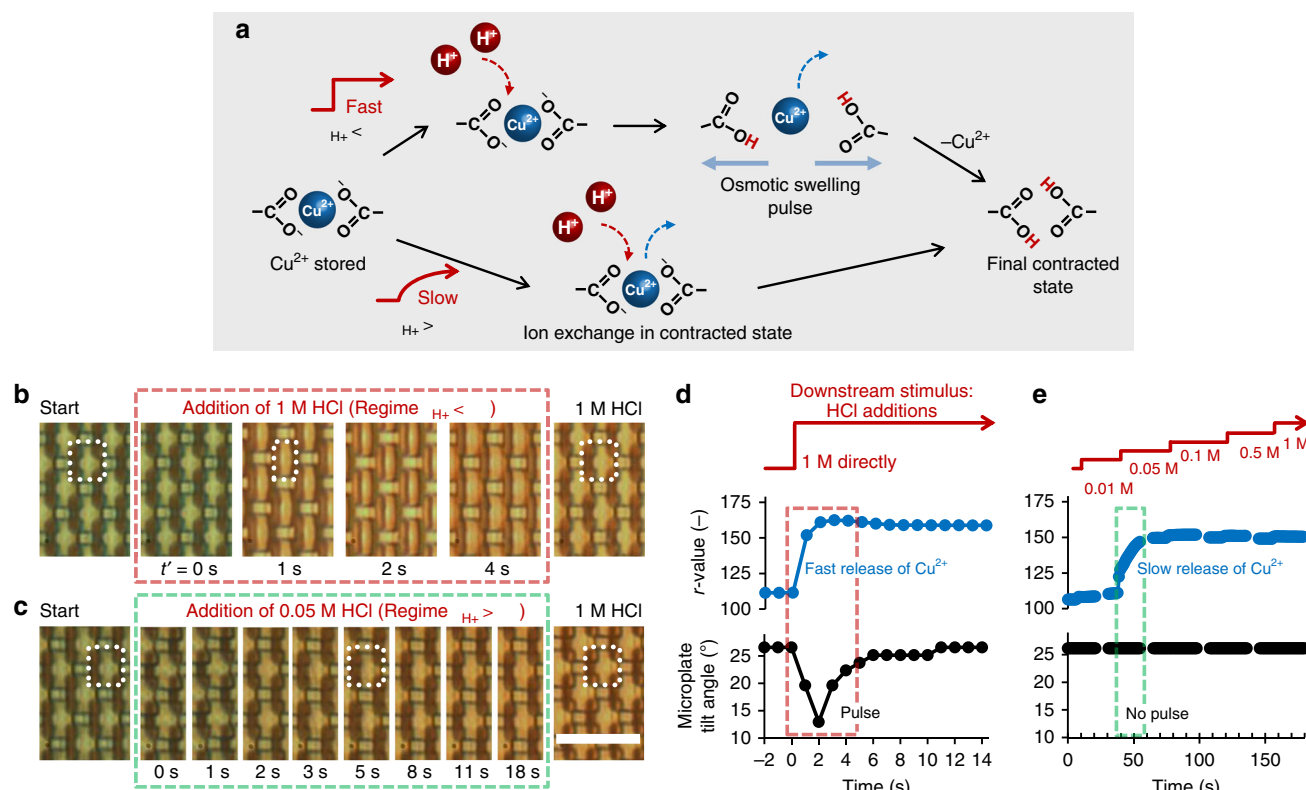 a
H⁺ H⁺
Fast
H+ <
C O O⁻ Cu²⁺ ⁻O C O
C O OH Cu²⁺ HO C O
–Cu²⁺
Osmotic swelling
pulse
C O O⁻ Cu²⁺ ⁻O C O
Cu²⁺ stored
H⁺ H⁺
C O OH HO C O
Final contracted
state
Slow
H+ >
C O O⁻ Cu²⁺ ⁻O C O
Ion exchange in contracted state
b
Start
Addition of 1 M HCl (Regime H+ < )
1 M HCl
t′ = 0 s 1 s 2 s 4 s
c
Start
Addition of 0.05 M HCl (Regime H+ > )
1 M HCl
0 s 1 s 2 s 3 s 5 s 8 s 11 s 18 s
d
Downstream stimulus:
HCl additions
1 M directly
r-value (–)
175
150
125
100
Fast release of Cu²⁺
Microplate
tilt angle (°)
25
20
15
10
Pulse
–2 0 2 4 6 8 10 12 14
Time (s)
e
0.01 M
0.05 M
0.1 M
0.5 M
1 M
175
150
125
100
Slow release of Cu²⁺
25
20
15
10
No pulse
0 50 100 150
Time (s)